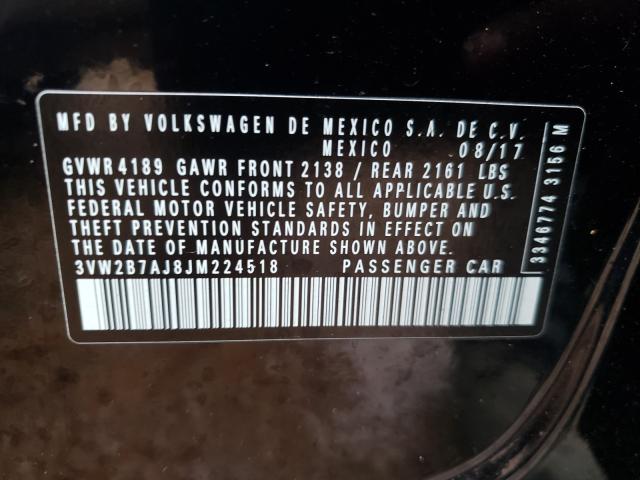 MFD BY VOLKSWAGEN DE MEXICO S.A. DE C.V.
MEXICO 08/17
GVWR 4189 GAWR FRONT 2138 / REAR 2161 LBS
THIS VEHICLE CONFORMS TO ALL APPLICABLE U.S.
FEDERAL MOTOR VEHICLE SAFETY, BUMPER AND
THEFT PREVENTION STANDARDS IN EFFECT ON
THE DATE OF MANUFACTURE SHOWN ABOVE.
3VW2B7AJ8JM224518 PASSENGER CAR
3346774 3156 M